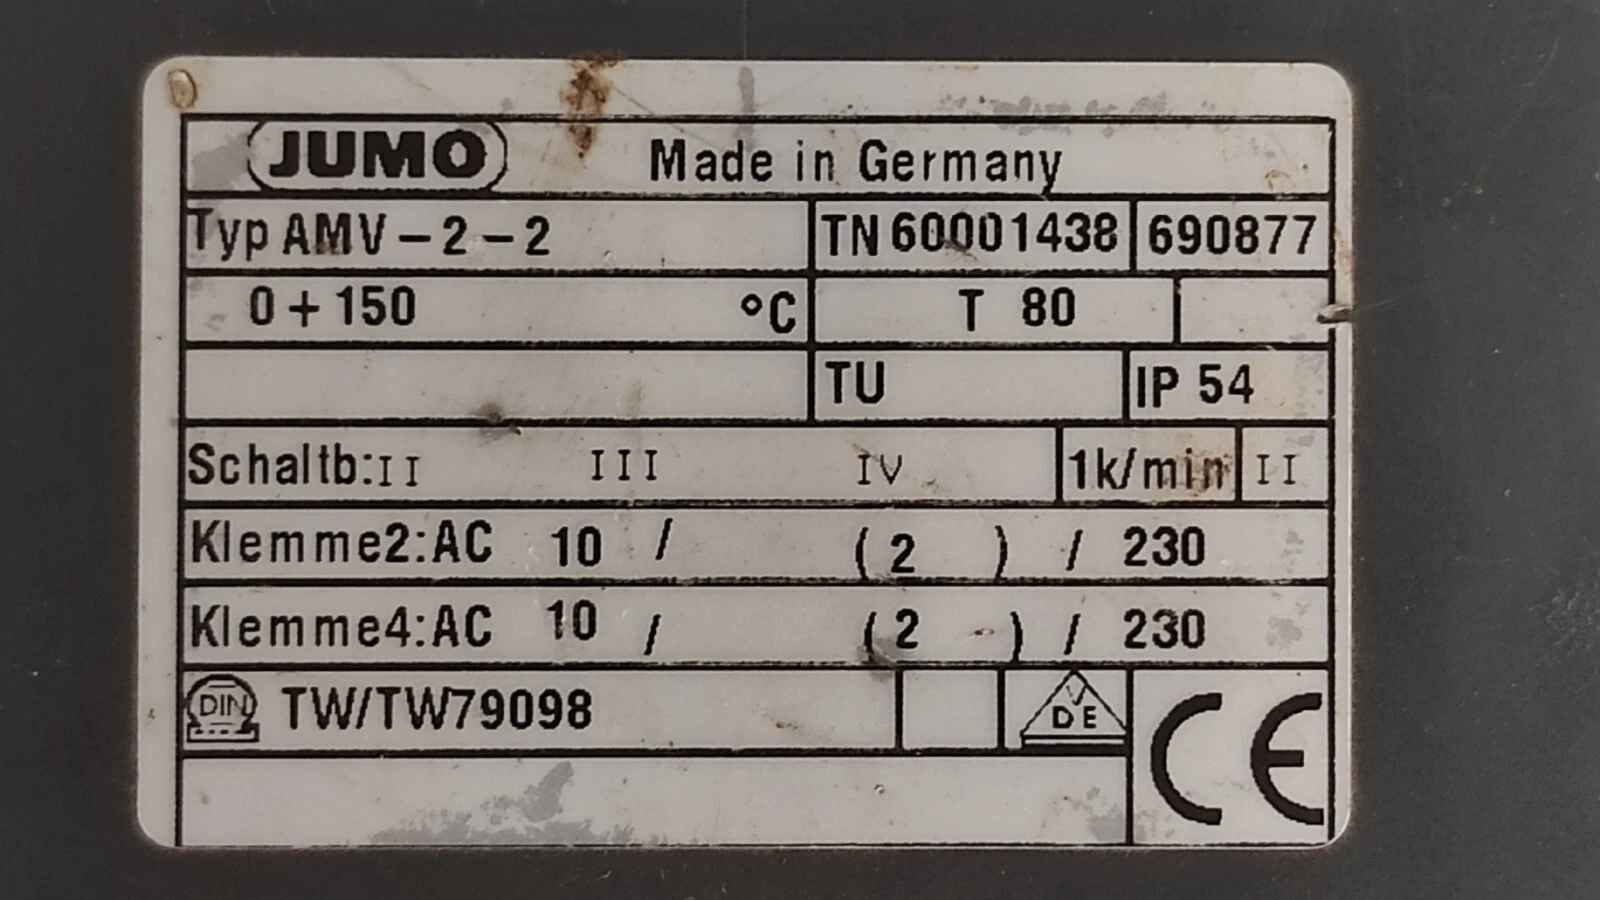 JUMO Made in Germany
Typ AMV-2-2 TN 60001438 690877
0+150 °C T 80
TU IP 54
Schaltb: II III IV 1k/min II
Klemme2: AC 10 / ( 2 ) / 230
Klemme4: AC 10 / ( 2 ) / 230
DIN TW/TW79098 VDE CE